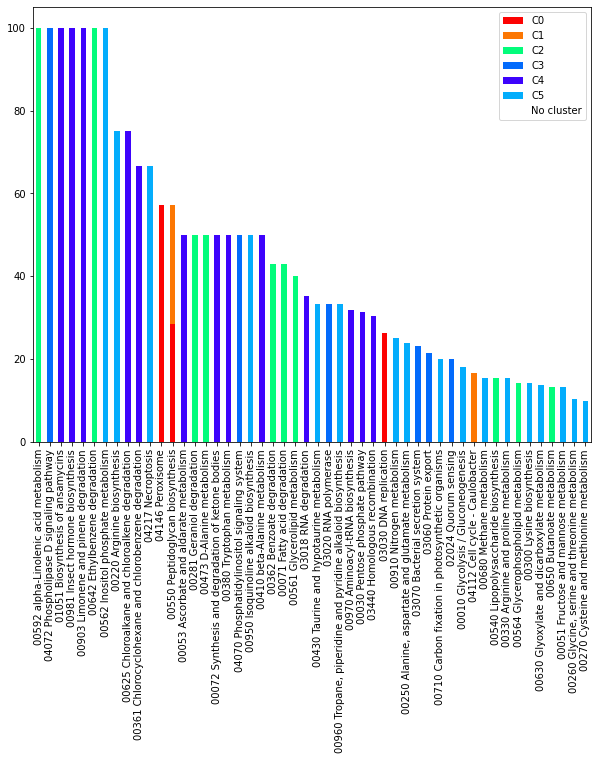 100
80
60
40
20
0
C0
C1
C2
C3
C4
C5
No cluster
00592 alpha-Linolenic acid metabolism
04072 Phospholipase D signaling pathway
01051 Biosynthesis of ansamycins
00981 Insect hormone biosynthesis
00903 Limonene and pinene degradation
00642 Ethylbenzene degradation
00562 Inositol phosphate metabolism
00220 Arginine biosynthesis
00625 Chloroalkane and chloroalkene degradation
00361 Chlorocyclohexane and chlorobenzene degradation
04217 Necroptosis
04146 Peroxisome
00550 Peptidoglycan biosynthesis
00053 Ascorbate and aldarate metabolism
00281 Geraniol degradation
00473 D-Alanine metabolism
00072 Synthesis and degradation of ketone bodies
00380 Tryptophan metabolism
04070 Phosphatidylinositol signaling system
00950 Isoquinoline alkaloid biosynthesis
00410 beta-Alanine metabolism
00362 Benzoate degradation
00071 Fatty acid degradation
00561 Glycerolipid metabolism
03018 RNA degradation
00430 Taurine and hypotaurine metabolism
03020 RNA polymerase
00960 Tropane, piperidine and pyridine alkaloid biosynthesis
00970 Aminoacyl-tRNA biosynthesis
00030 Pentose phosphate pathway
03440 Homologous recombination
03030 DNA replication
00910 Nitrogen metabolism
00250 Alanine, aspartate and glutamate metabolism
03070 Bacterial secretion system
03060 Protein export
00710 Carbon fixation in photosynthetic organisms
02024 Quorum sensing
00010 Glycolysis / Gluconeogenesis
04112 Cell Cycle - Caulobacter
00680 Methane metabolism
00540 Lipopolysaccharide biosynthesis
00330 Arginine and proline metabolism
00564 Glycerophospholipid metabolism
00300 Lysine biosynthesis
00630 Glyoxylate and dicarboxylate metabolism
00650 Butanoate metabolism
00051 Fructose and mannose metabolism
00260 Glycine, serine and threonine metabolism
00270 Cysteine and methionine metabolism